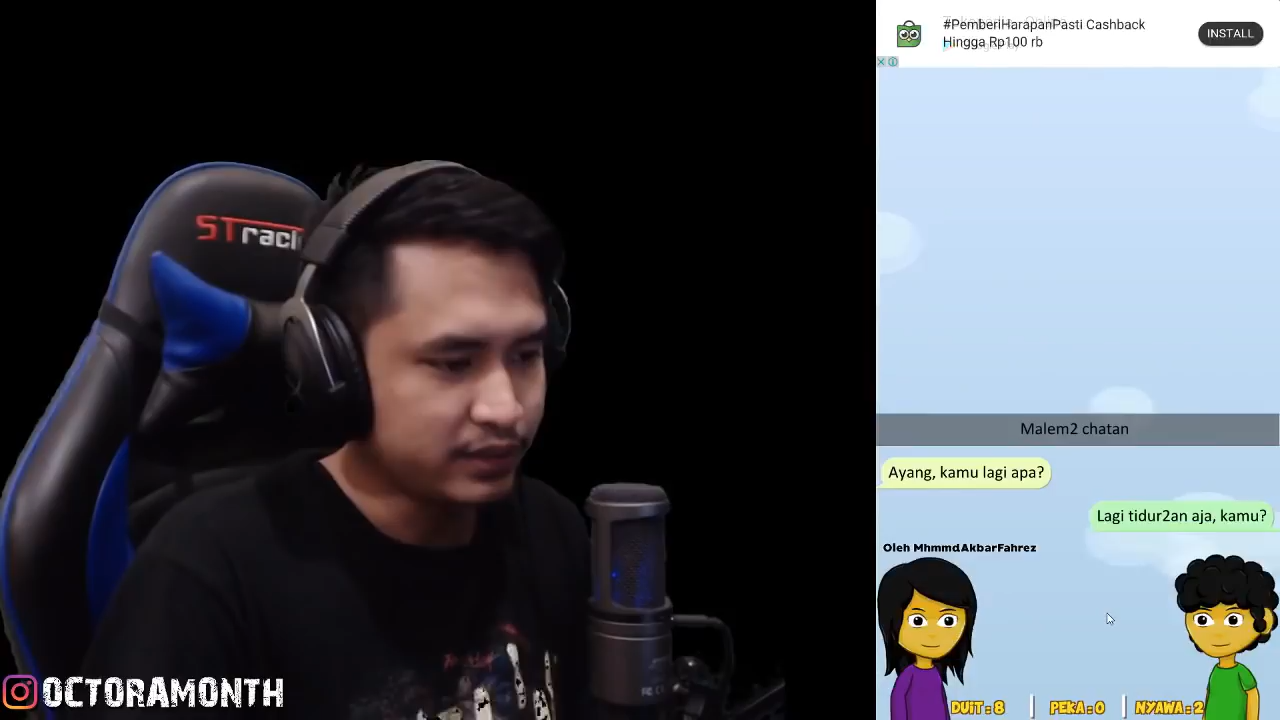 #PemberiHarapanPasti Cashback
Hingga Rp100 rb
INSTALL
STracin
Malem2 chatan
Ayang, kamu lagi apa?
Lagi tidur2an aja, kamu?
Oleh MhmmdAkbarFahrez
DUIT:8 | PEKA:0 | NYAWA:2
OCTORAMONTH